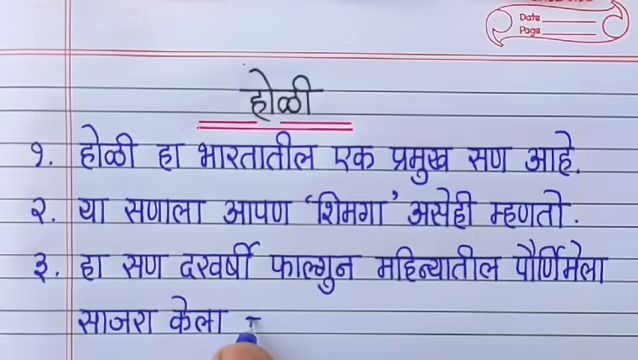 Date
Page
होळी
१. होळी हा भारतातील एक प्रमुख सण आहे.
२. या सणाला आपण 'शिमगा' असेही म्हणतो.
३. हा सण दरवर्षी फाल्गुन महिन्यातील पौर्णिमेला
साजरा केला